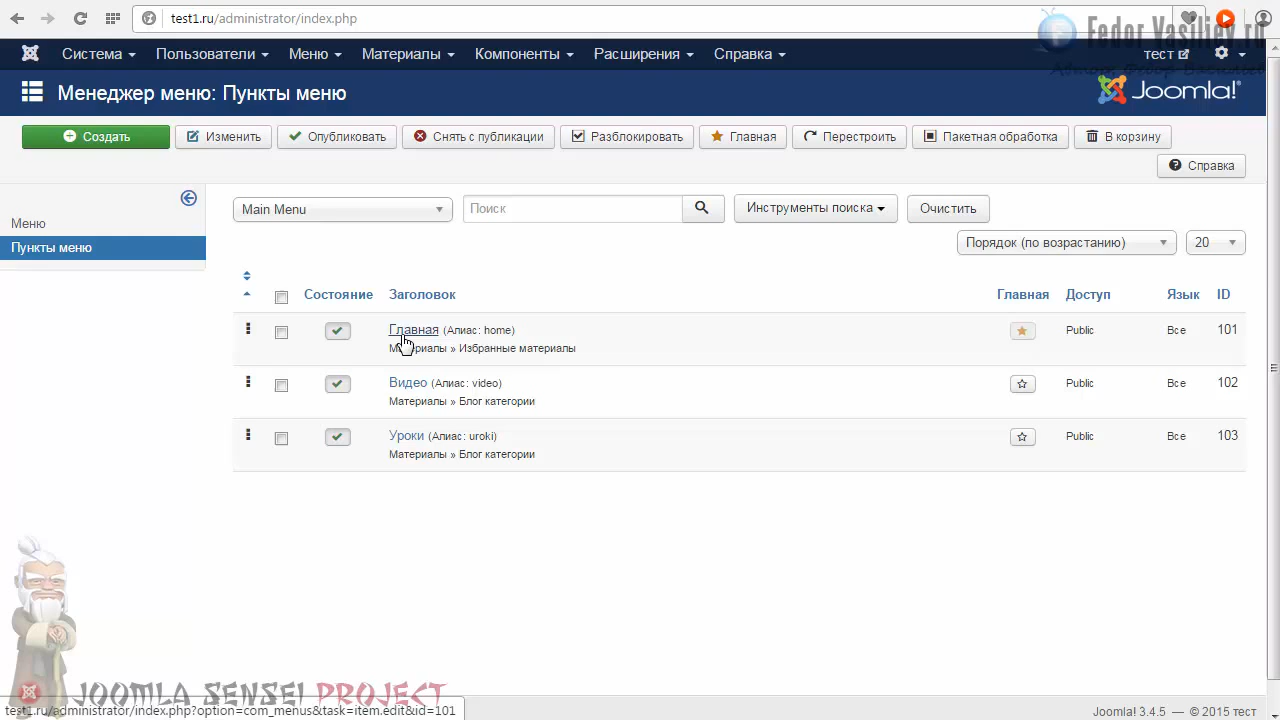 test1.ru/administrator/index.php
Fedor Vasiliev.ru
Автор: Фёдор Васильев
Система Пользователи Меню Материалы Компоненты Расширения Справка тест
Менеджер меню: Пункты меню
Joomla!
Создать Изменить Опубликовать Снять с публикации Разблокировать Главная Перестроить Пакетная обработка В корзину
Справка
Меню
Пункты меню
Main Menu Поиск Инструменты поиска Очистить
Порядок (по возрастанию) 20
Состояние Заголовок Главная Доступ Язык ID
Главная (Алиас: home) Public Все 101
Материалы » Избранные материалы
Видео (Алиас: video) Public Все 102
Материалы » Блог категории
Уроки (Алиас: uroki) Public Все 103
Материалы » Блог категории
JOOMLA SENSEI PROJECT
test1.ru/administrator/index.php?option=com_menus&task=item.edit&id=101
Joomla! 3.4.5 — © 2015 тест